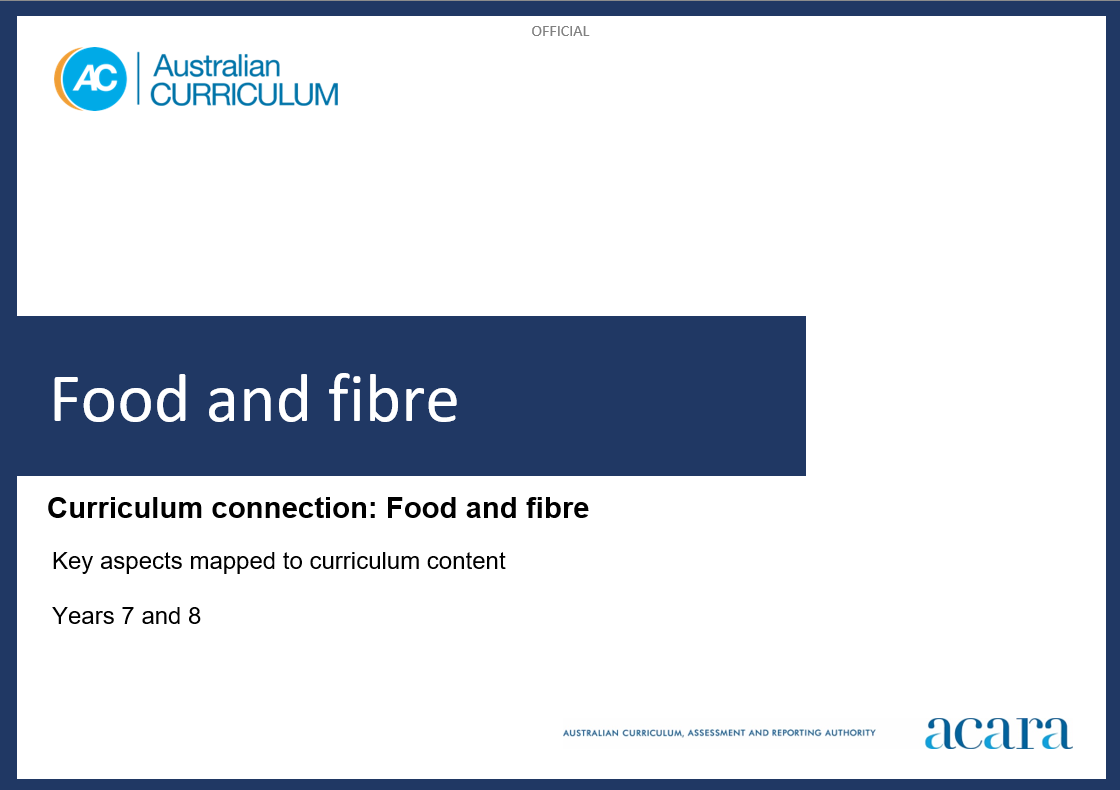 OFFICIAL
AC
Australian
CURRICULUM
Food and fibre
Curriculum connection: Food and fibre
Key aspects mapped to curriculum content
Years 7 and 8
AUSTRALIAN CURRICULUM, ASSESSMENT AND REPORTING AUTHORITY
acara